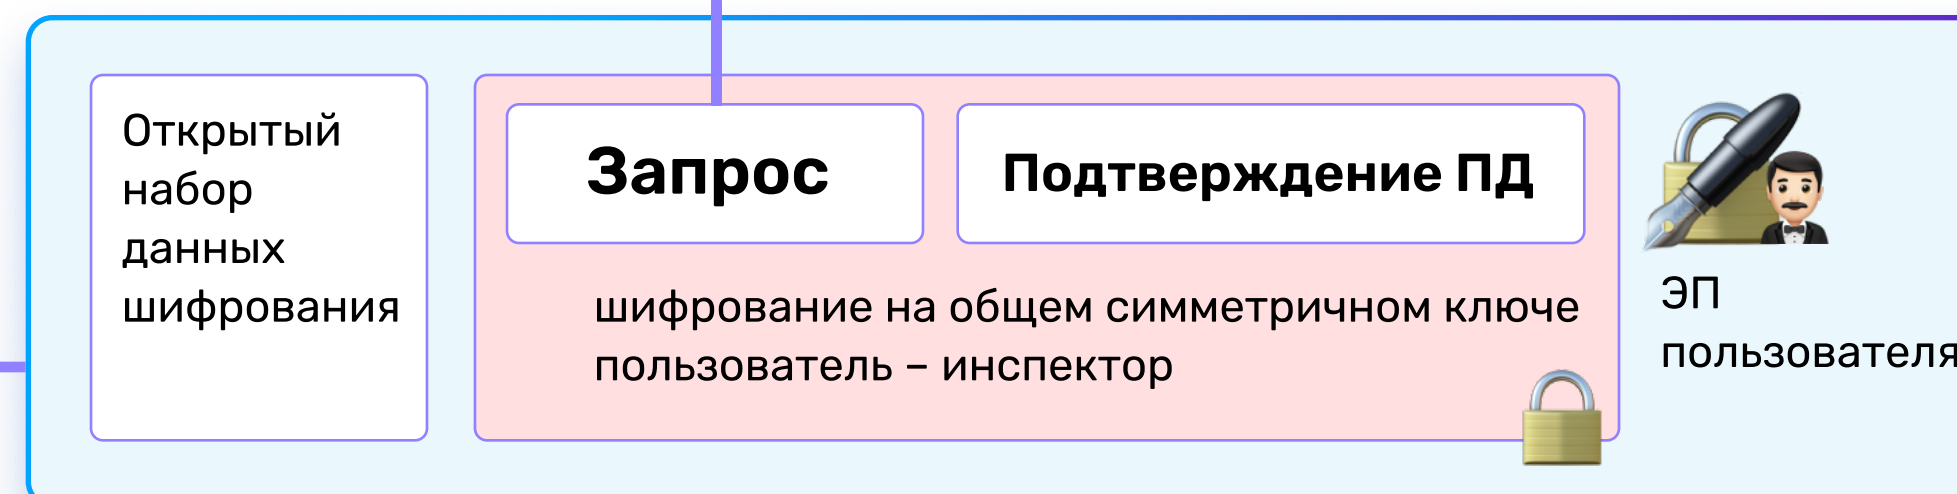 Открытый
набор
данных
шифрования
Запрос
Подтверждение ПД
шифрование на общем симметричном ключе
пользователь – инспектор
ЭП
пользователя